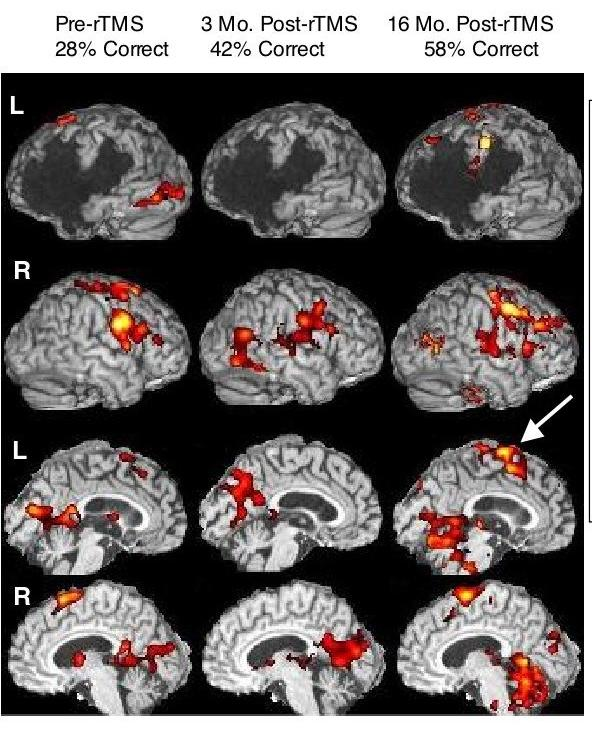 Pre-rTMS 3 Mo. Post-rTMS 16 Mo. Post-rTMS
28% Correct 42% Correct 58% Correct
L
R
L
R